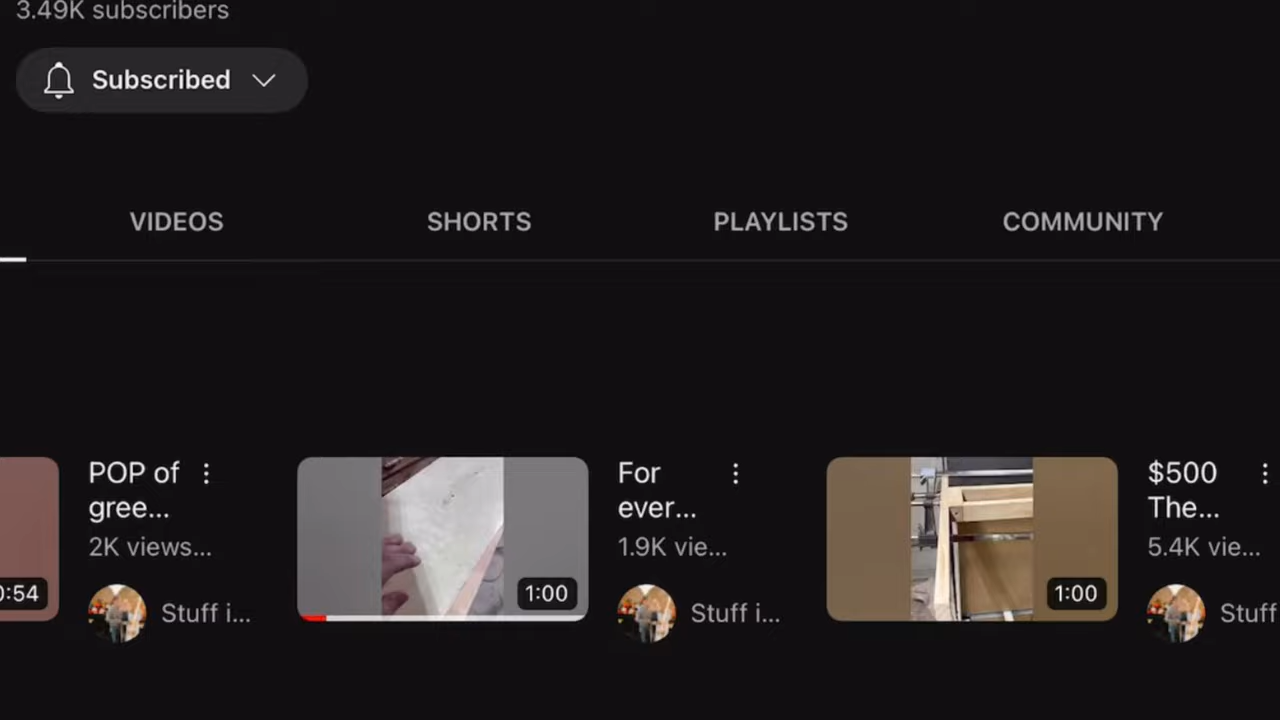 3.49K subscribers
Subscribed
VIDEOS SHORTS PLAYLISTS COMMUNITY
POP of
gree...
2K views...
Stuff i...
0:54
1:00
For
ever...
1.9K vie...
Stuff i...
1:00
$500
The...
5.4K vie...
Stuff